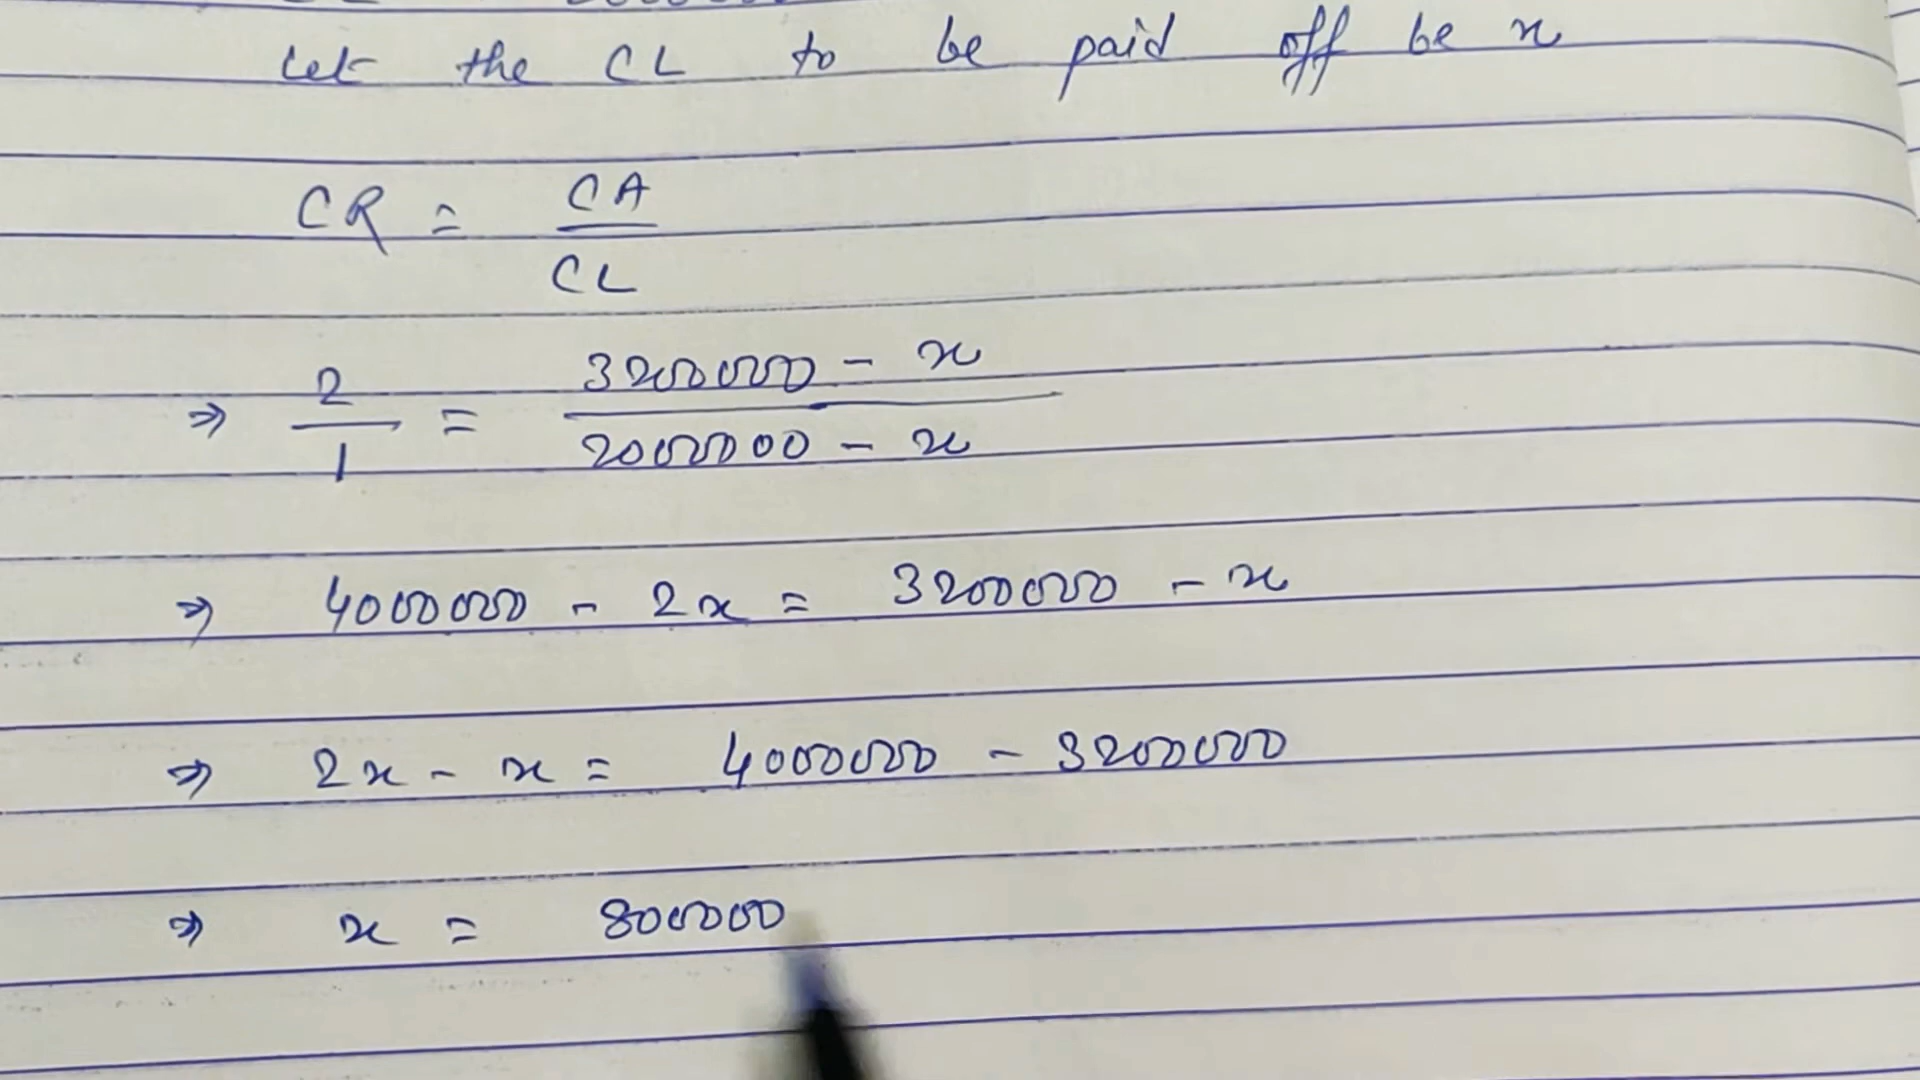 Let the CL to be paid off be x
CR = CA / CL
⇒ 2 / 1 = 3200000 - x / 2000000 - x
⇒ 4000000 - 2x = 3200000 - x
⇒ 2x - x = 4000000 - 3200000
⇒ x = 800000